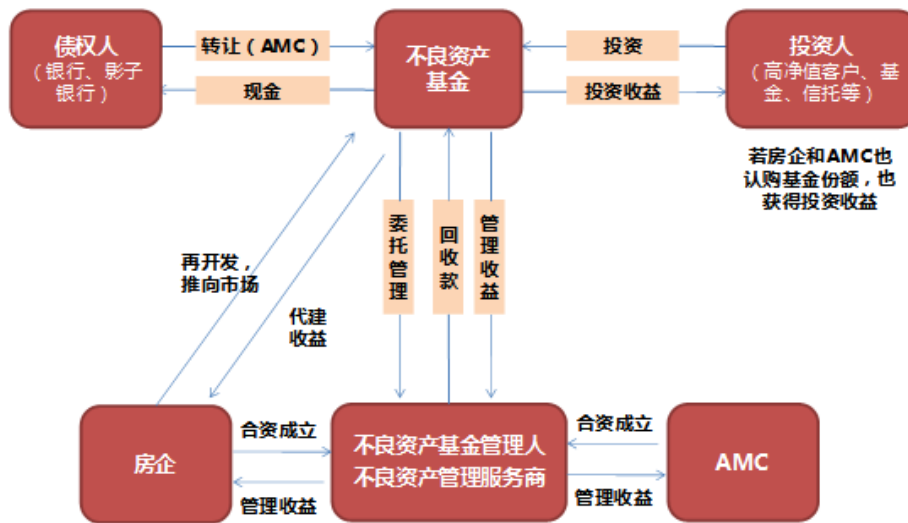 债权人
（银行、影子
银行）
转让（AMC）
现金
不良资产
基金
投资
投资收益
投资人
（高净值客户、基
金、信托等）
若房企和AMC也
认购基金份额，也
获得投资收益
再开发，
推向市场
代建
收益
委托管理
回收款
管理收益
房企
合资成立
管理收益
不良资产基金管理人
不良资产管理服务商
合资成立
管理收益
AMC